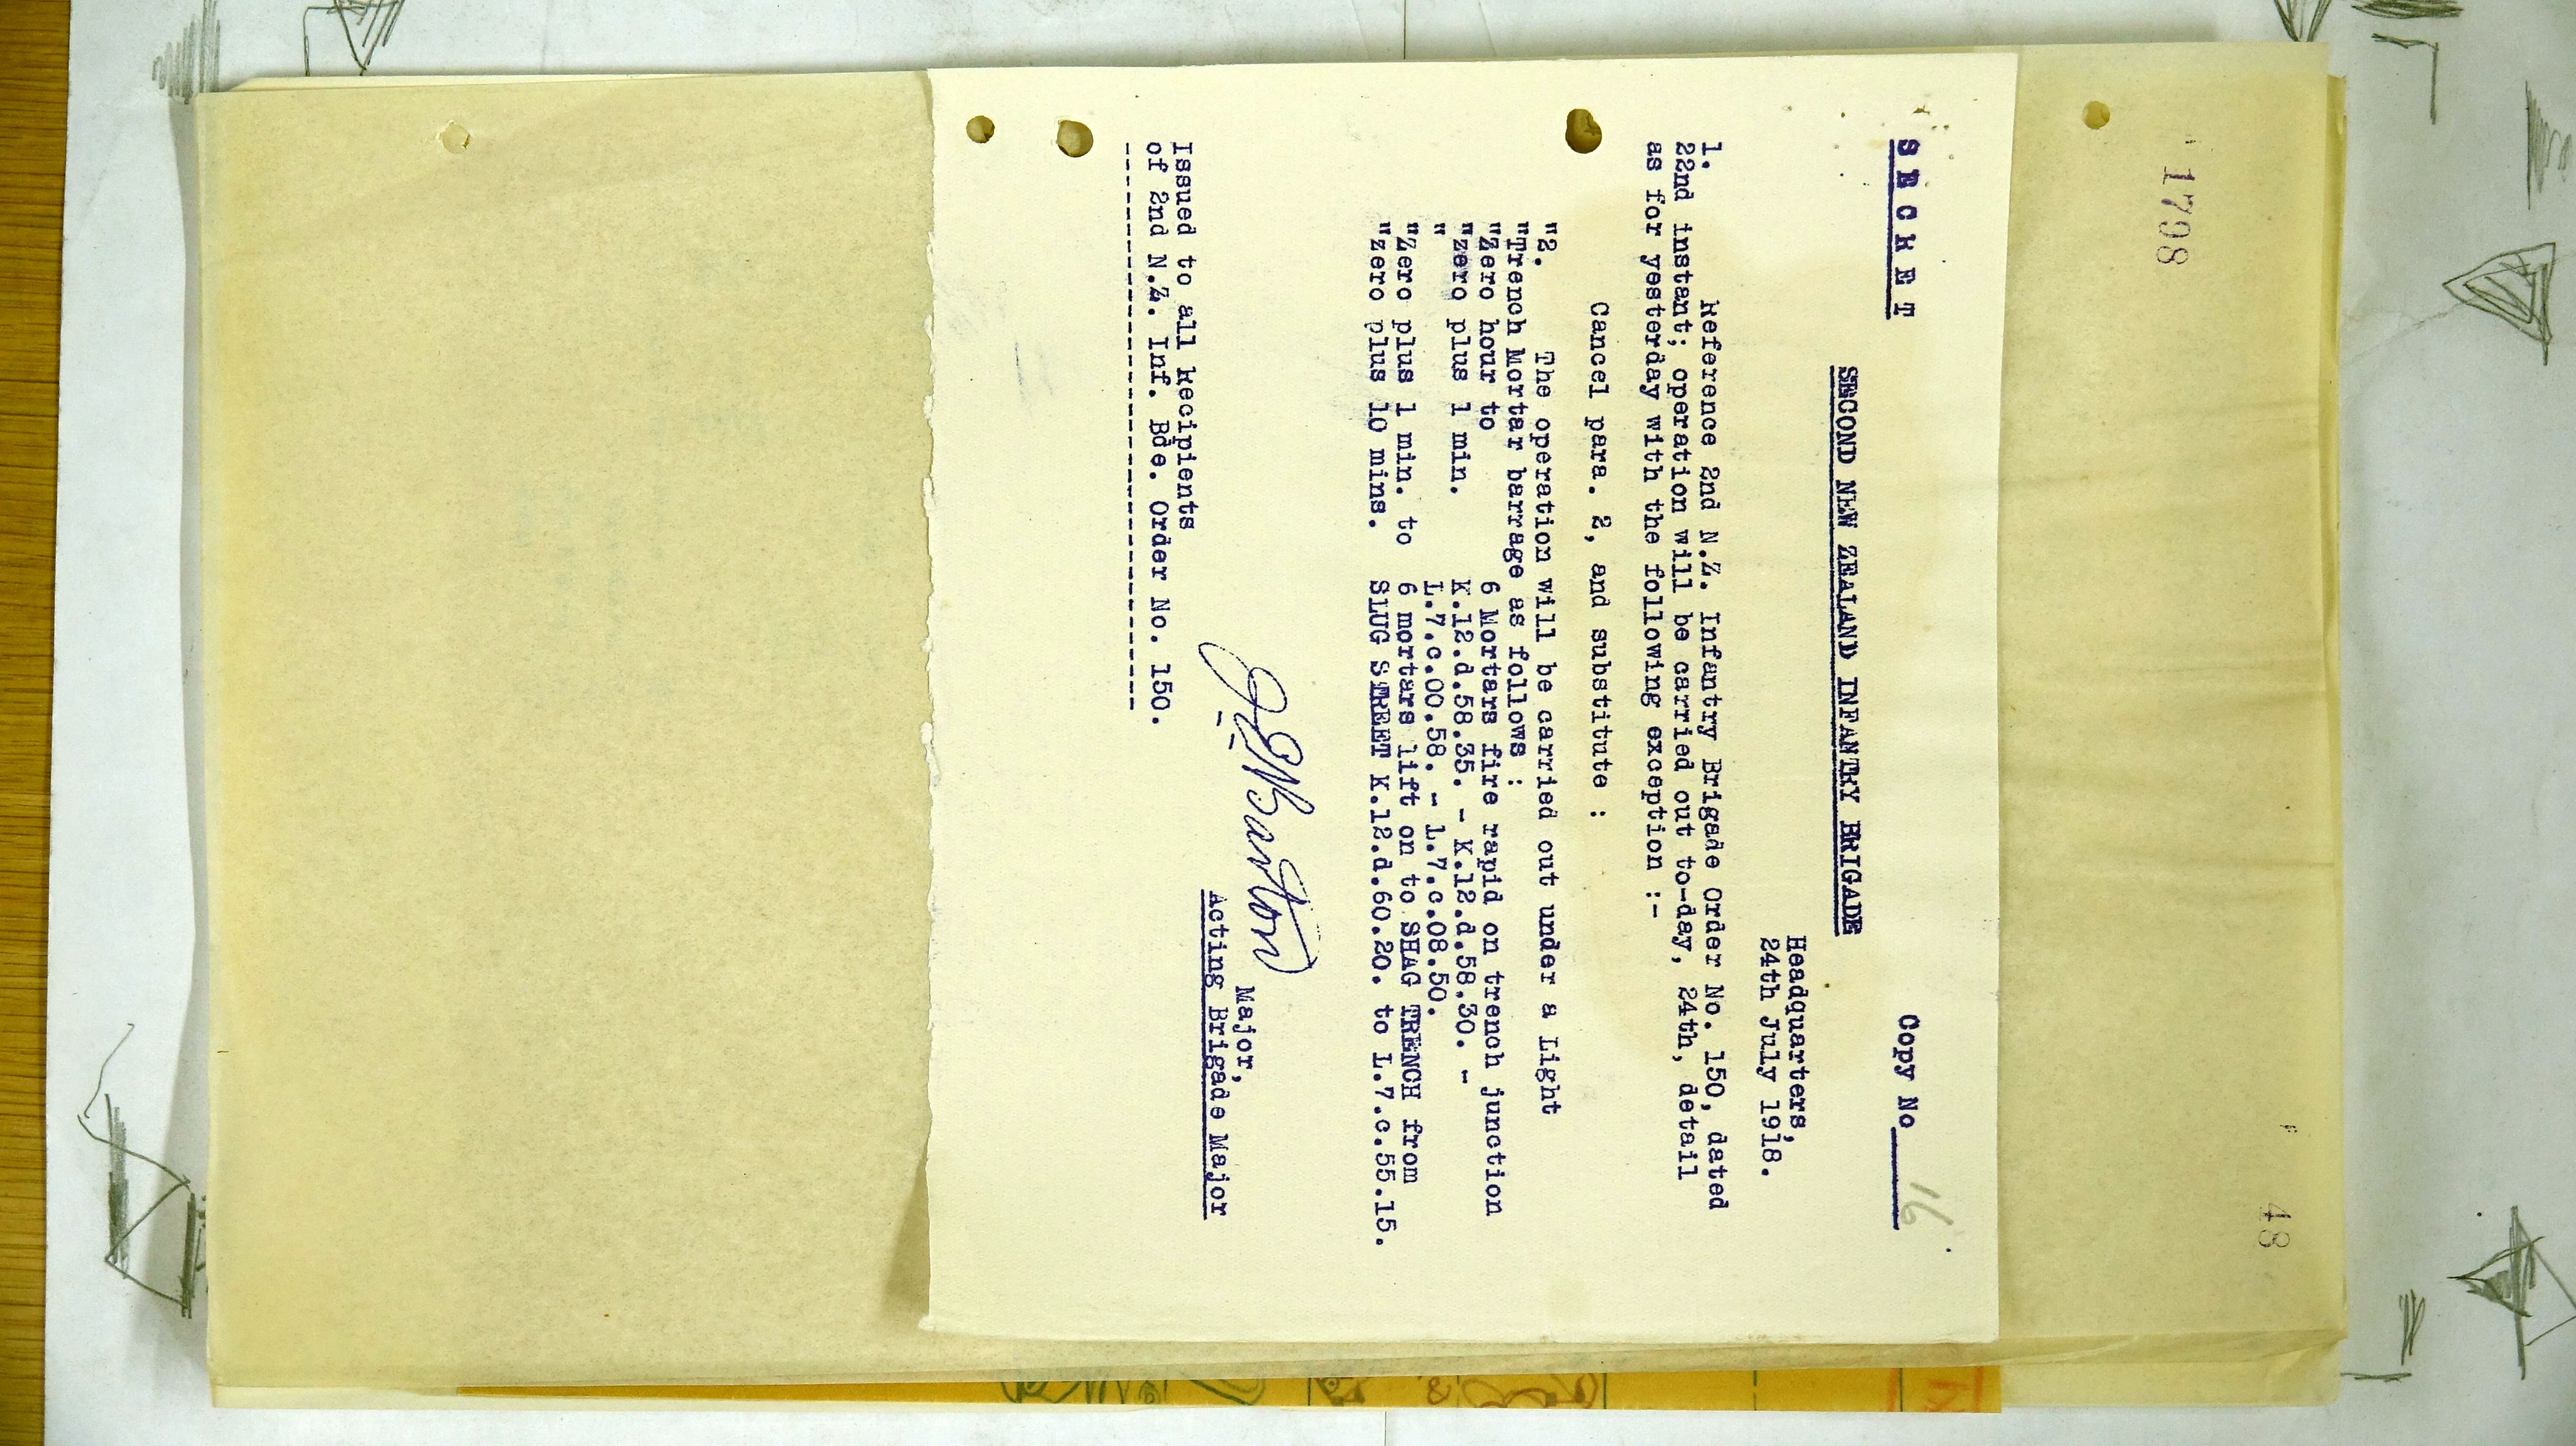 1798
48
SECRET
Copy No 16
SECOND NEW ZEALAND INFANTRY BRIGADE
Headquarters,
24th July 1918.
1. Reference 2nd N.Z. Infantry Brigade Order No. 150, dated
22nd instant; operation will be carried out to-day, 24th, detail
as for yesterday with the following exception :-
Cancel para. 2, and substitute :
"2. The operation will be carried out under a Light
"Trench Mortar barrage as follows :
"Zero hour to 6 Mortars fire rapid on trench junction
"zero plus 1 min. K.12.d.58.35. - K.12.d.58.30. -
" L.7.c.00.58. - L.7.c.08.50.
"Zero plus 1 min. to 6 mortars lift on to SHAG TRENCH from
"zero plus 10 mins. SLUG STREET K.12.d.60.20. to L.7.c.55.15.
Major,
Acting Brigade Major
Issued to all Recipients
of 2nd N.Z. Inf. Bde. Order No. 150.